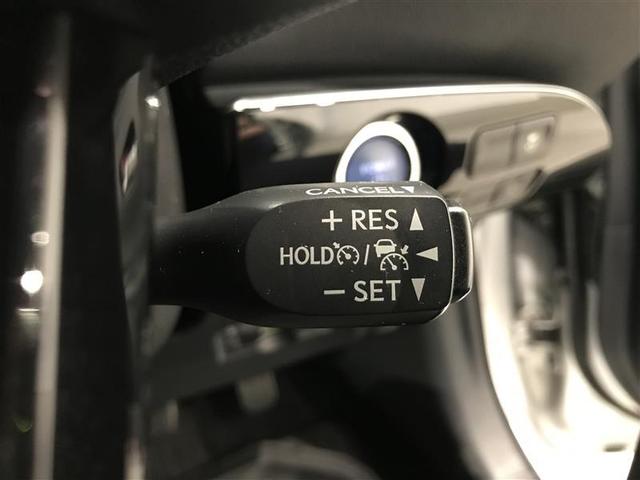 CANCEL▼
+ RES ▲
HOLD / ◀
− SET ▼